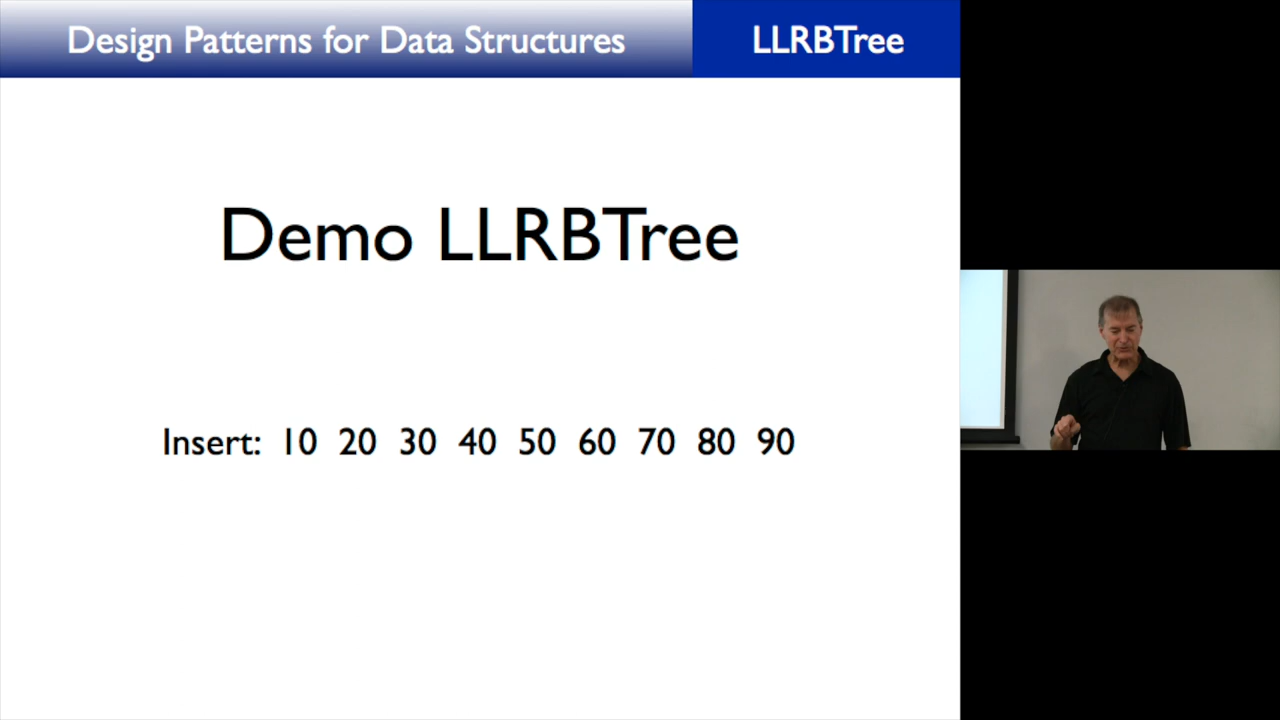 Design Patterns for Data Structures
LLRBTree
Demo LLRBTree
Insert: 10 20 30 40 50 60 70 80 90